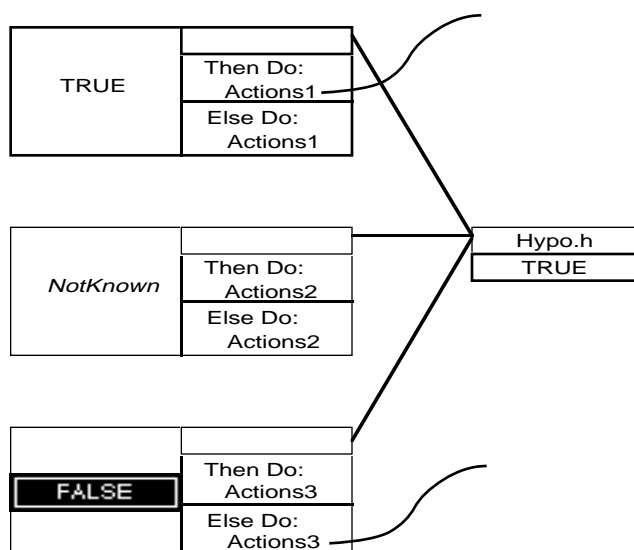 TRUE
Then Do:
Actions1
Else Do:
Actions1
NotKnown
Then Do:
Actions2
Else Do:
Actions2
Hypo.h
TRUE
FALSE
Then Do:
Actions3
Else Do:
Actions3